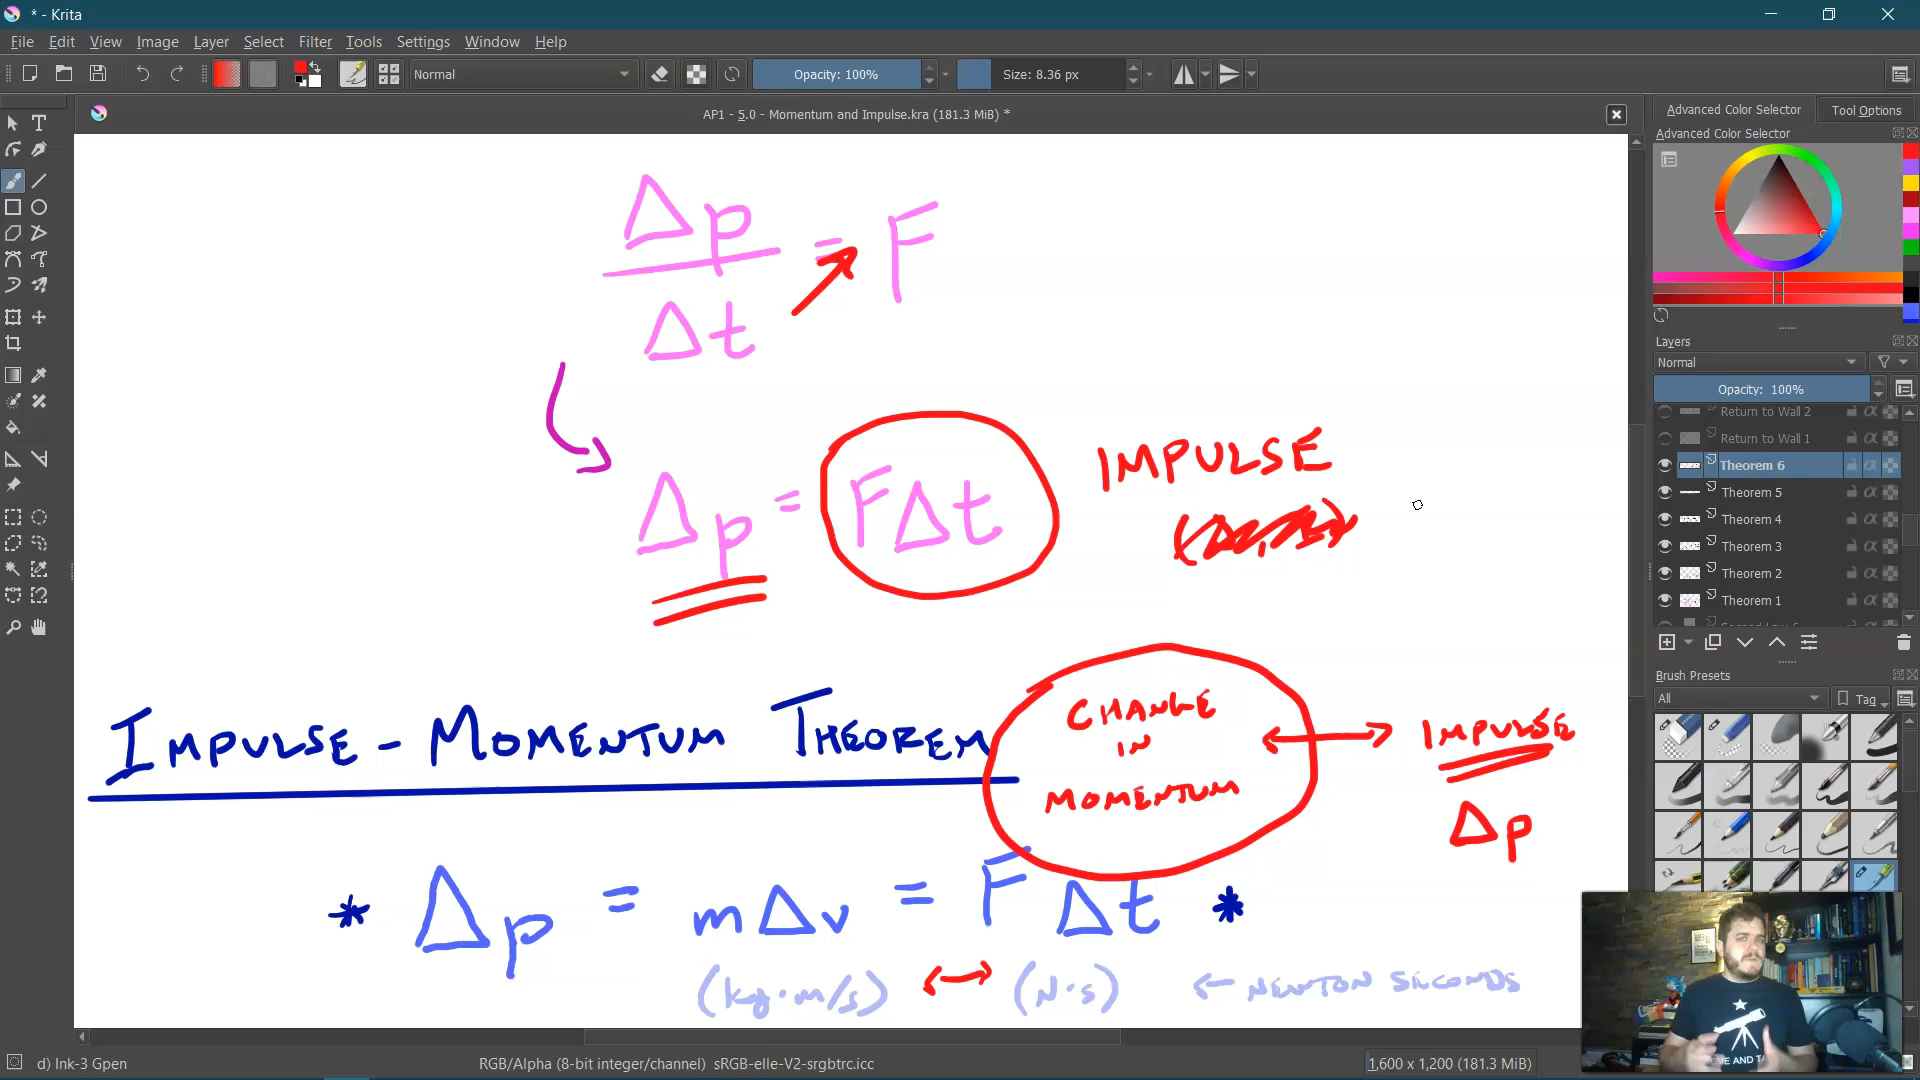 * - Krita
File Edit View Image Layer Select Filter Tools Settings Window Help
Normal Opacity: 100% Size: 8.36 px
AP1 - 5.0 - Momentum and Impulse.kra (181.3 MiB) *
Advanced Color Selector Tool Options
Advanced Color Selector
Δp
Δt
= F
Δp = FΔt
IMPULSE
IMPULSE - MOMENTUM THEOREM
CHANGE
IN
MOMENTUM
IMPULSE
Δp
* Δp = mΔv = FΔt *
(kg·m/s) (N·s) ← NEWTON SECONDS
Layers
Normal
Opacity: 100%
Return to Wall 2
Return to Wall 1
Theorem 6
Theorem 5
Theorem 4
Theorem 3
Theorem 2
Theorem 1
Brush Presets
All Tag
d) Ink-3 Gpen RGB/Alpha (8-bit integer/channel) sRGB-elle-V2-srgbtrc.icc 1,600 x 1,200 (181.3 MiB)